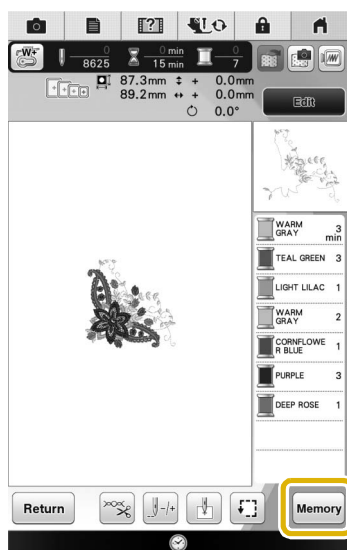 W+
0 0 min 0
8625 15 min 7
87.3mm ↕ + 0.0mm
89.2mm ↔ + 0.0mm
0.0°
Edit
WARM GRAY 3 min
TEAL GREEN 3
LIGHT LILAC 1
WARM GRAY 2
CORNFLOWE
R BLUE 1
PURPLE 3
DEEP ROSE 1
Return -/+ Memory